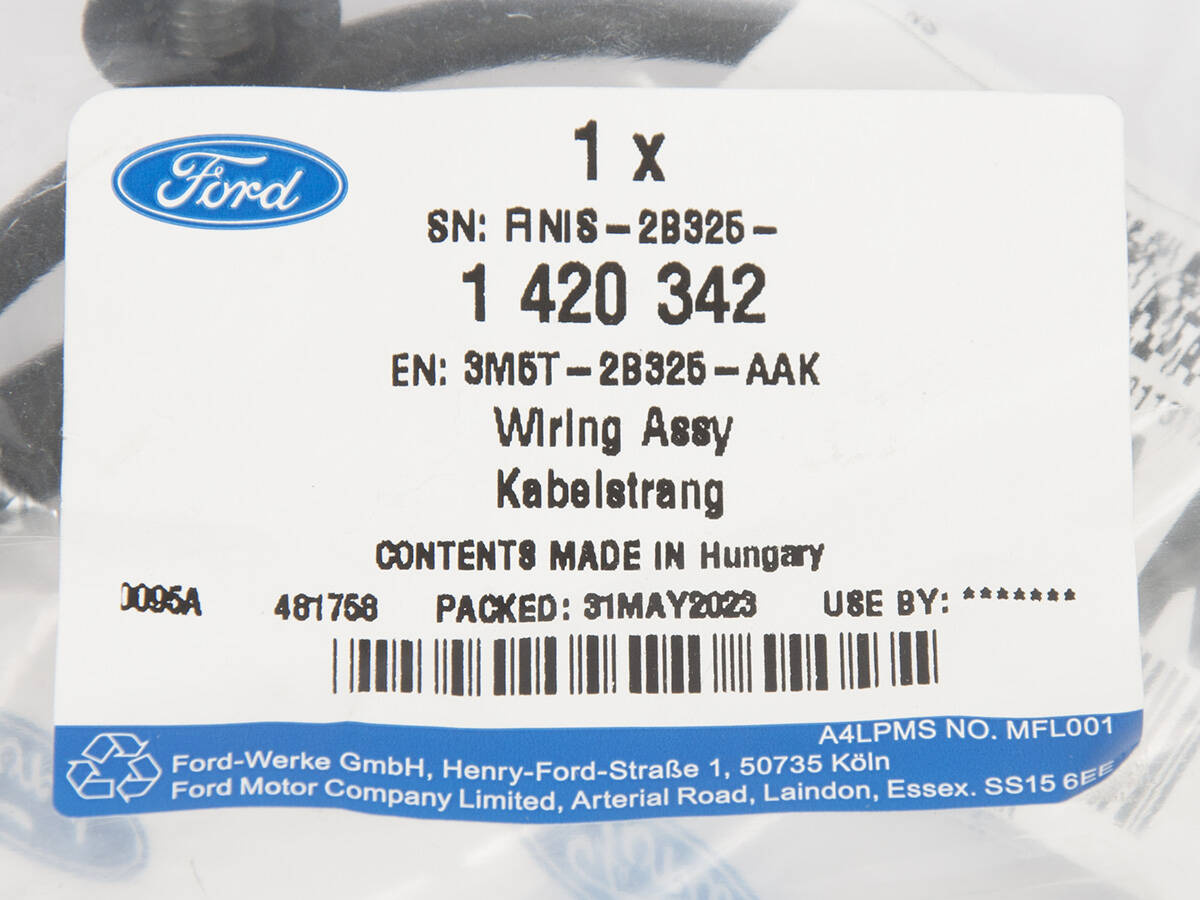 Ford
1 x
SN: FINIS-2B325-
1 420 342
EN: 3M5T-2B325-AAK
Wiring Assy
Kabelstrang
CONTENTS MADE IN Hungary
0095A 481758 PACKED: 31MAY2023 USE BY: *******
A4LPMS NO. MFL001
Ford-Werke GmbH, Henry-Ford-Straße 1, 50735 Köln
Ford Motor Company Limited, Arterial Road, Laindon, Essex. SS15 6EE